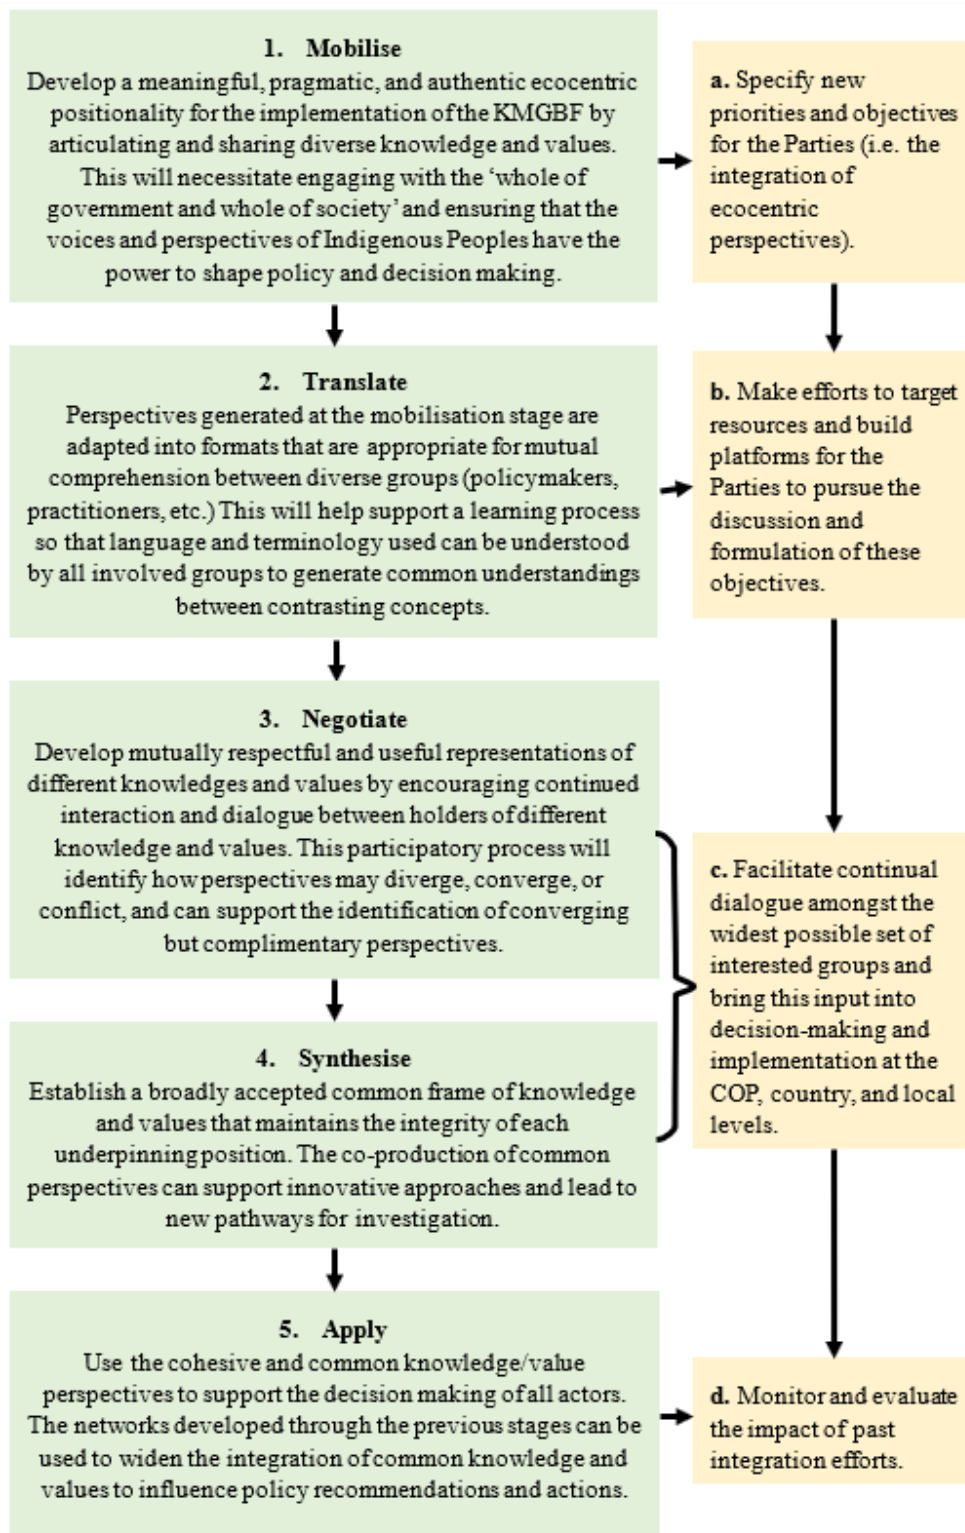 1. Mobilise
Develop a meaningful, pragmatic, and authentic ecocentric
positionality for the implementation of the KMGBF by
articulating and sharing diverse knowledge and values.
This will necessitate engaging with the ‘whole of
government and whole of society’ and ensuring that the
voices and perspectives of Indigenous Peoples have the
power to shape policy and decision making.
a. Specify new
priorities and objectives
for the Parties (i.e. the
integration of
ecocentric
perspectives).
2. Translate
Perspectives generated at the mobilisation stage are
adapted into formats that are appropriate for mutual
comprehension between diverse groups (policymakers,
practitioners, etc.) This will help support a learning process
so that language and terminology used can be understood
by all involved groups to generate common understandings
between contrasting concepts.
b. Make efforts to target
resources and build
platforms for the
Parties to pursue the
discussion and
formulation of these
objectives.
3. Negotiate
Develop mutually respectful and useful representations of
different knowledges and values by encouraging continued
interaction and dialogue between holders of different
knowledge and values. This participatory process will
identify how perspectives may diverge, converge, or
conflict, and can support the identification of converging
but complimentary perspectives.
4. Synthesise
Establish a broadly accepted common frame of knowledge
and values that maintains the integrity of each
underpinning position. The co-production of common
perspectives can support innovative approaches and lead to
new pathways for investigation.
c. Facilitate continual
dialogue amongst the
widest possible set of
interested groups and
bring this input into
decision-making and
implementation at the
COP, country, and local
levels.
5. Apply
Use the cohesive and common knowledge/value
perspectives to support the decision making of all actors.
The networks developed through the previous stages can be
used to widen the integration of common knowledge and
values to influence policy recommendations and actions.
d. Monitor and evaluate
the impact of past
integration efforts.